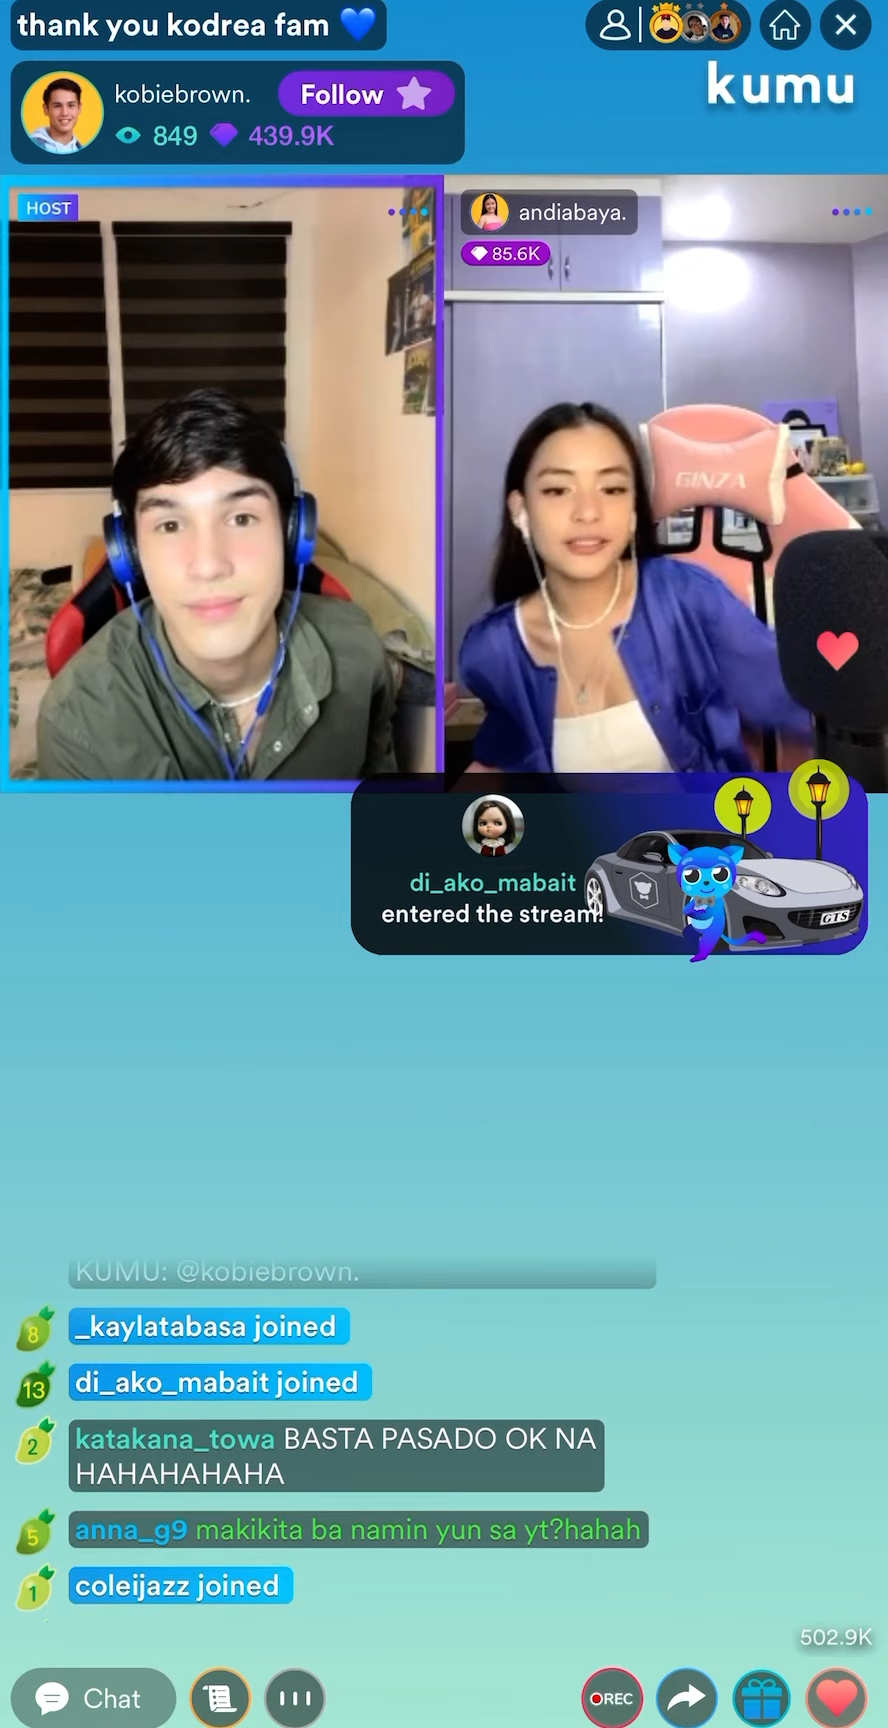 thank you kodrea fam 💙
kobiebrown.
Follow
849
439.9K
kumu
HOST
andiabaya.
85.6K
GINZA
di_ako_mabait
entered the stream!
GTS
KUMU: @kobiebrown.
8 _kaylatabasa joined
13 di_ako_mabait joined
2 katakana_towa BASTA PASADO OK NA
HAHAHAHAHA
5 anna_g9 makikita ba namin yun sa yt?hahah
1 coleijazz joined
502.9K
Chat
REC